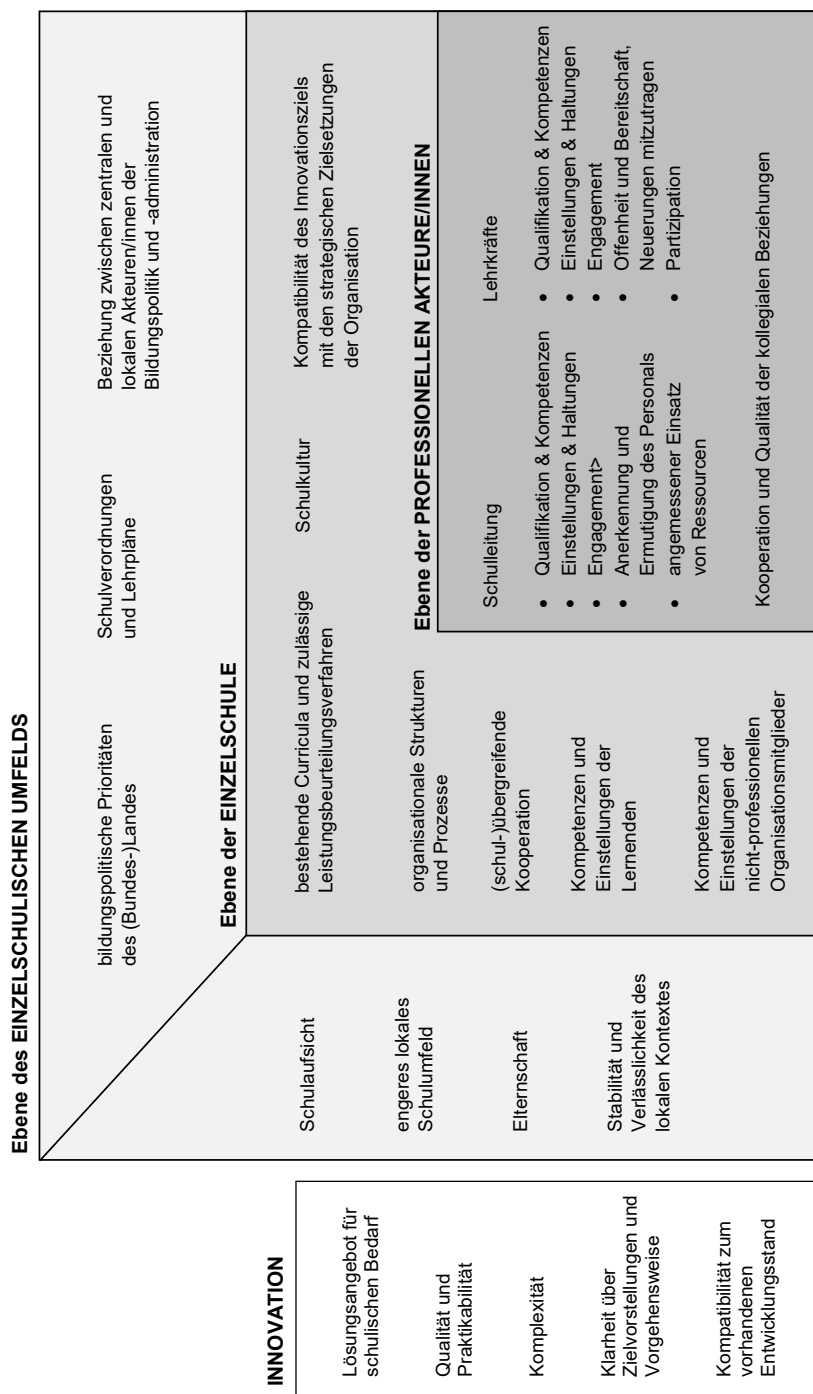 Ebene des EINZELSCHULISCHEN UMFELDS
bildungspolitische Prioritäten
des (Bundes-)Landes
Schulverordnungen
und Lehrpläne
Beziehung zwischen zentralen und
lokalen Akteuren/innen der
Bildungspolitik und -administration
Schulaufsicht
engeres lokales
Schulumfeld
Elternschaft
Stabilität und
Verlässlichkeit des
lokalen Kontextes
Ebene der EINZELSCHULE
bestehende Curricula und zulässige
Leistungsbeurteilungsverfahren
Schulkultur
Kompatibilität des Innovationsziels
mit den strategischen Zielsetzungen
der Organisation
organisationale Strukturen
und Prozesse
(schul-)übergreifende
Kooperation
Kompetenzen und
Einstellungen der
Lernenden
Kompetenzen und
Einstellungen der
nicht-professionellen
Organisationsmitglieder
Ebene der PROFESSIONELLEN AKTEURE/INNEN
Schulleitung
• Qualifikation & Kompetenzen
• Einstellungen & Haltungen
• Engagement>
• Anerkennung und
Ermutigung des Personals
• angemessener Einsatz
von Ressourcen
Lehrkräfte
• Qualifikation & Kompetenzen
• Einstellungen & Haltungen
• Engagement
• Offenheit und Bereitschaft,
Neuerungen mitzutragen
• Partizipation
Kooperation und Qualität der kollegialen Beziehungen
INNOVATION
Lösungsangebot für
schulischen Bedarf
Qualität und
Praktikabilität
Komplexität
Klarheit über
Zielvorstellungen und
Vorgehensweise
Kompatibilität zum
vorhandenen
Entwicklungsstand